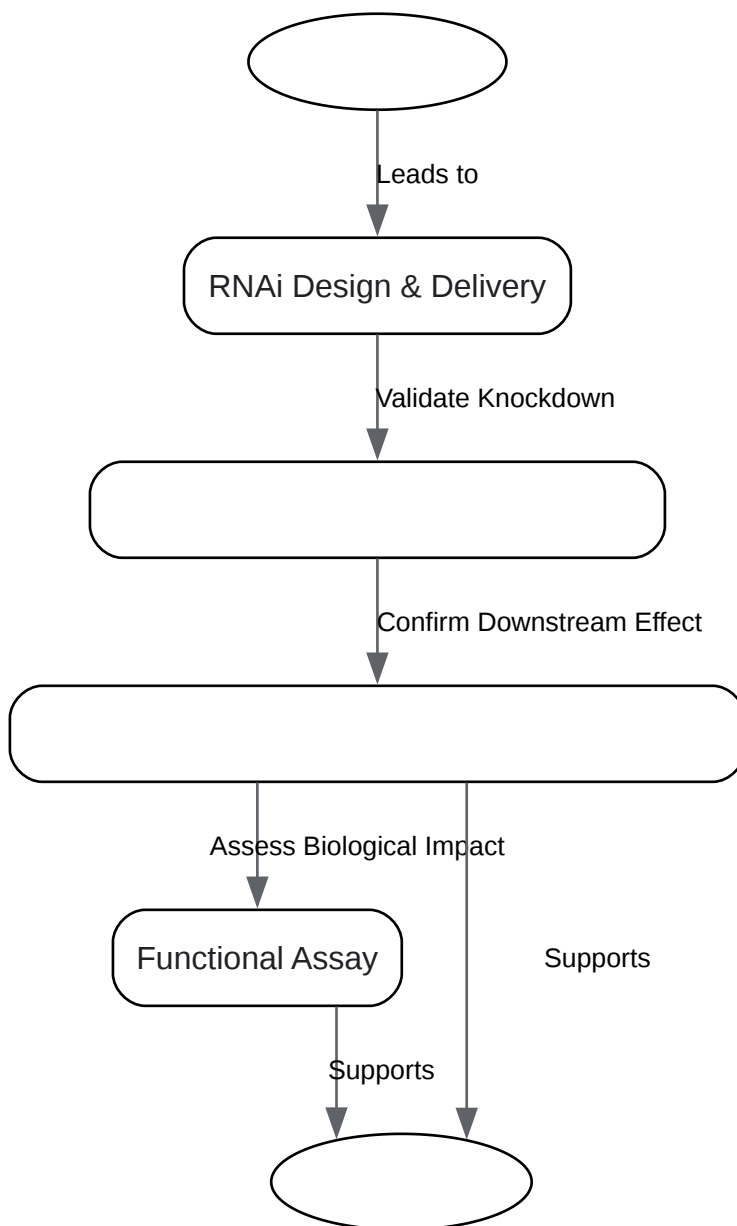 Leads to
RNAi Design & Delivery
Validate Knockdown
Confirm Downstream Effect
Assess Biological Impact
Functional Assay
Supports
Supports